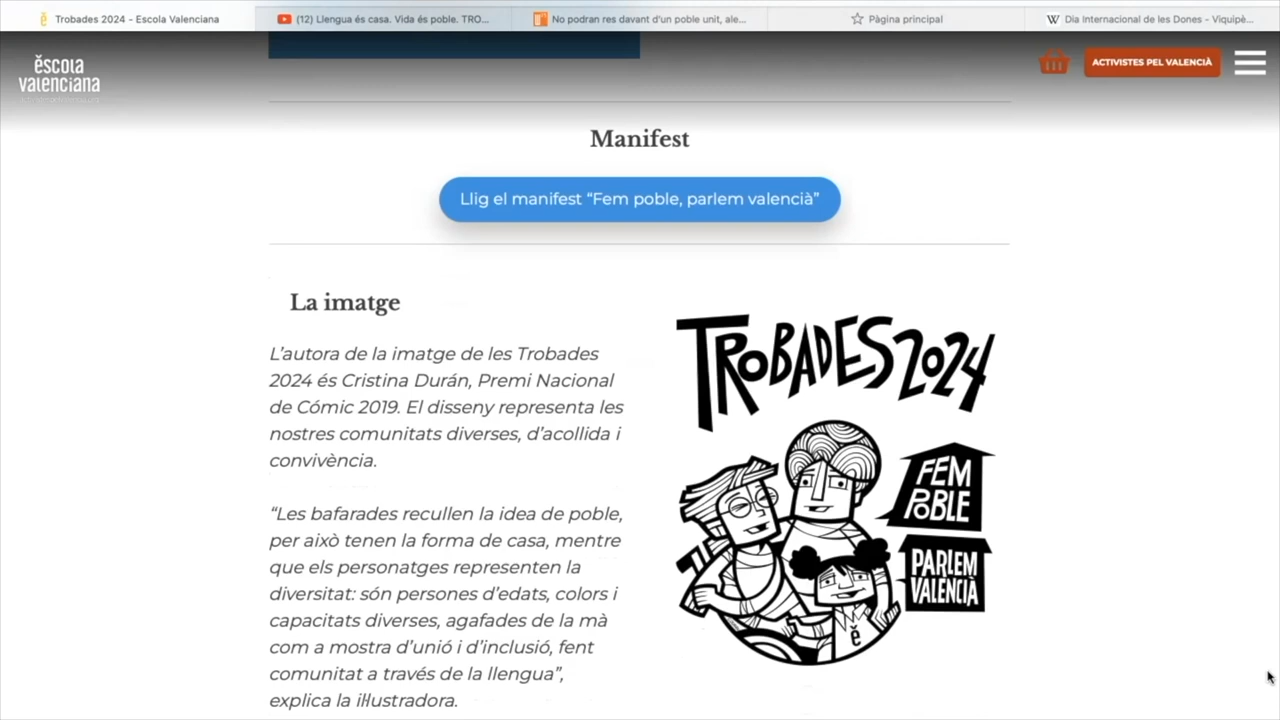 Trobades 2024 - Escola Valenciana
(12) Llengua és casa. Vida és poble. TRO...
No podran res davant d'un poble unit, ale...
Pàgina principal
Dia Internacional de les Dones - Viquipè...
ĕscola
valenciana
ACTIVISTES PEL VALENCIÀ
Manifest
Llig el manifest “Fem poble, parlem valencià”
La imatge
L’autora de la imatge de les Trobades
2024 és Cristina Durán, Premi Nacional
de Cómic 2019. El disseny representa les
nostres comunitats diverses, d’acollida i
convivència.
“Les bafarades recullen la idea de poble,
per això tenen la forma de casa, mentre
que els personatges representen la
diversitat: són persones d’edats, colors i
capacitats diverses, agafades de la mà
com a mostra d’unió i d’inclusió, fent
comunitat a través de la llengua”,
explica la il·lustradora.
TROBADES 2024
FEM
POBLE
PARLEM
VALENCIÀ
ĕ